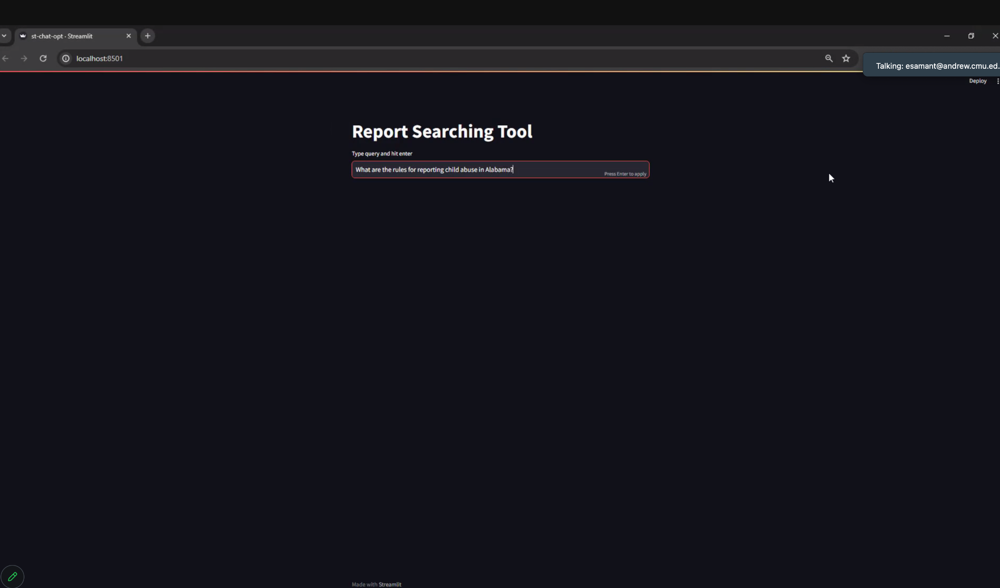 st-chat-opt · Streamlit
localhost:8501
Talking: esamant@andrew.cmu.ed.
Deploy
Report Searching Tool
Type query and hit enter
What are the rules for reporting child abuse in Alabama?
Press Enter to apply
Made with Streamlit